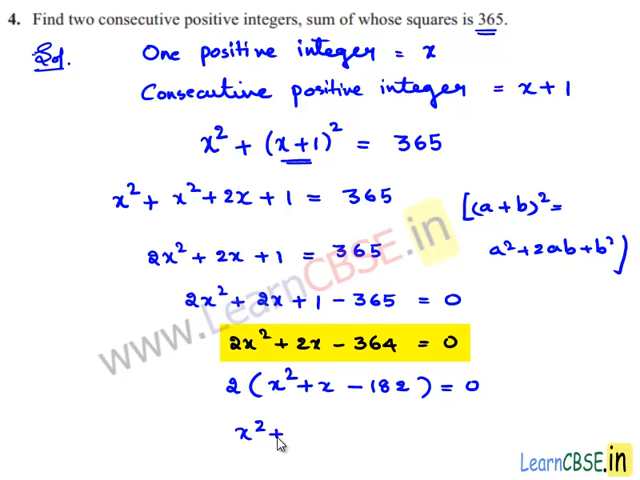 4. Find two consecutive positive integers, sum of whose squares is 365.
Sol. One positive integer = x
Consecutive positive integer = x + 1
x² + (x+1)² = 365
x² + x² + 2x + 1 = 365 [(a+b)² =
2x² + 2x + 1 = 365 a² + 2ab + b²]
2x² + 2x + 1 - 365 = 0
2x² + 2x - 364 = 0
2 (x² + x - 182) = 0
x² +
www.LearnCBSE.in
LearnCBSE.in